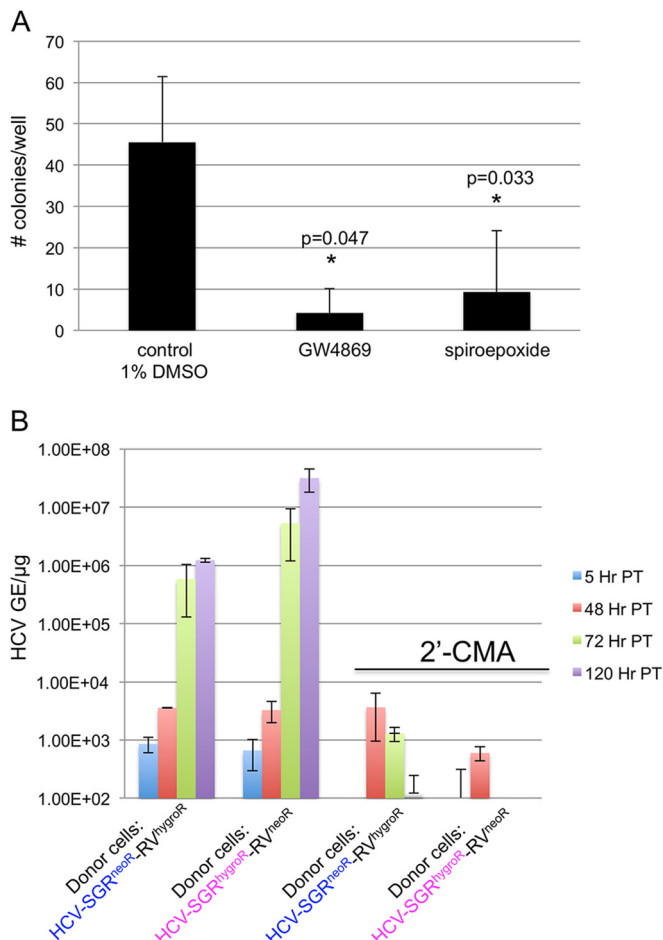 A
# colonies/well
70
60
50
40
30
20
10
0
p=0.047
*
p=0.033
*
control
1% DMSO
GW4869
spiroepoxide
B
HCV GE/µg
1.00E+08
1.00E+07
1.00E+06
1.00E+05
1.00E+04
1.00E+03
1.00E+02
2’-CMA
5 Hr PT
48 Hr PT
72 Hr PT
120 Hr PT
Donor cells:
HCV-SGRneoR-RVhygroR
Donor cells:
HCV-SGRhygroR-RVneoR
Donor cells:
HCV-SGRneoR-RVhygroR
Donor cells:
HCV-SGRhygroR-RVneoR